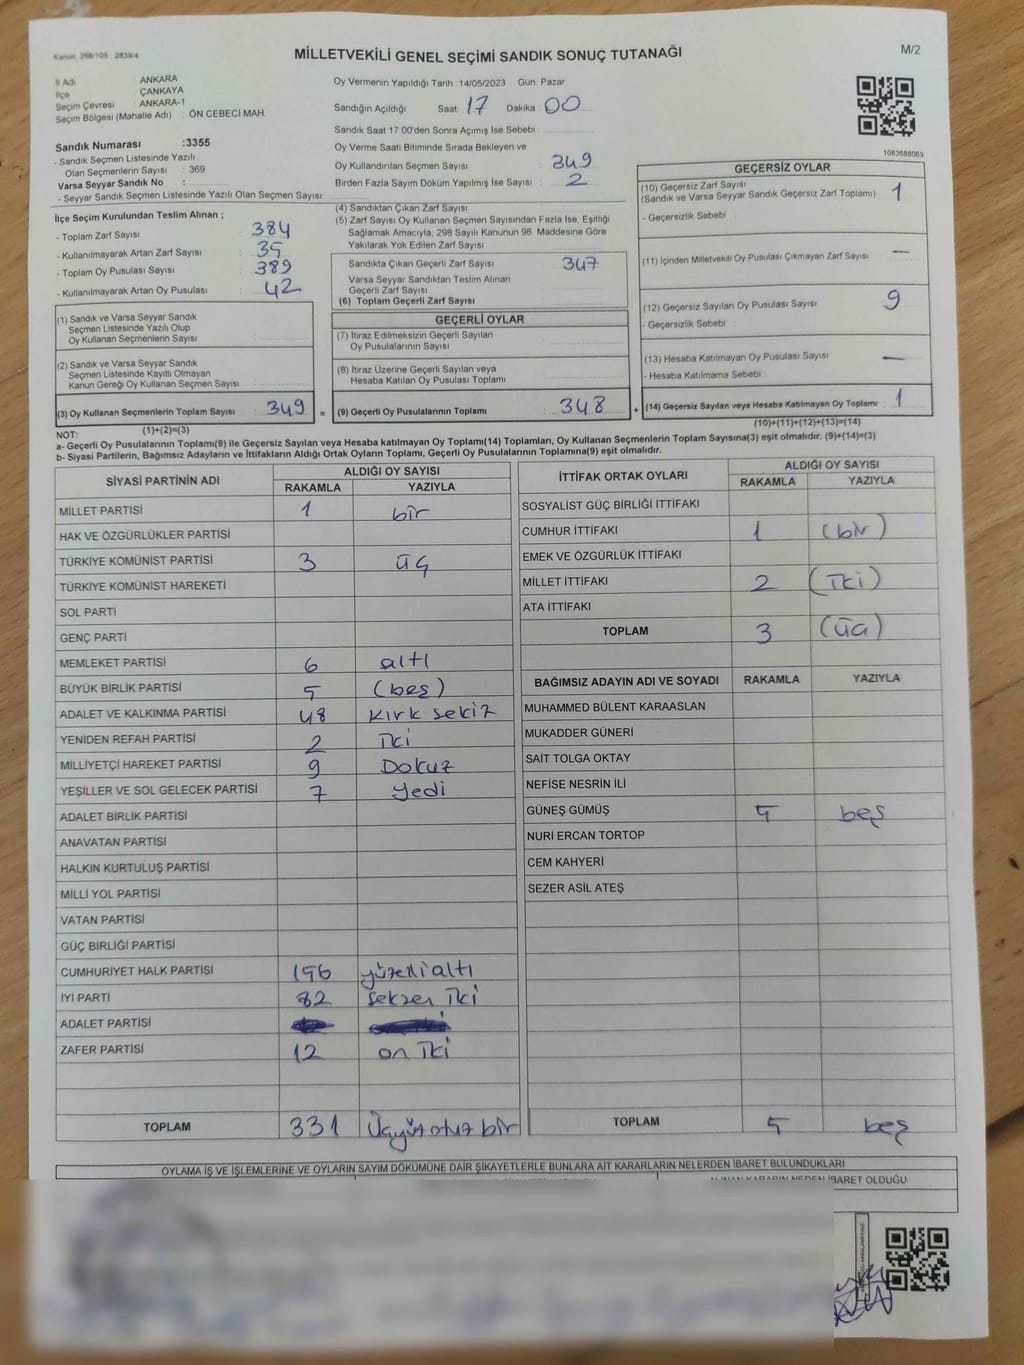 Kanun: 298/105 , 2839/4
MİLLETVEKİLİ GENEL SEÇİMİ SANDIK SONUÇ TUTANAĞI
M/2
İl Adı : ANKARA
İlçe : ÇANKAYA
Seçim Çevresi : ANKARA-1
Seçim Bölgesi (Mahalle Adı) : ÖN CEBECİ MAH.
Oy Vermenin Yapıldığı Tarih :14/05/2023 Gün: Pazar
Sandığın Açıldığı Saat : 17 Dakika : 00
Sandık Saat 17:00'den Sonra Açımış İse Sebebi :
Oy Verme Saati Bitiminde Sırada Bekleyen ve
Oy Kullandırılan Seçmen Sayısı : 349
Birden Fazla Sayım Döküm Yapılmış İse Sayısı : 2
1083688069
Sandık Numarası :3355
- Sandık Seçmen Listesinde Yazılı
Olan Seçmenlerin Sayısı : 369
Varsa Seyyar Sandık No :
- Seyyar Sandık Seçmen Listesinde Yazılı Olan Seçmen Sayısı:
İlçe Seçim Kurulundan Teslim Alınan ;
- Toplam Zarf Sayısı : 384
- Kullanılmayarak Artan Zarf Sayısı : 35
- Toplam Oy Pusulası Sayısı : 389
- Kullanılmayarak Artan Oy Pusulası : 42
(4) Sandıktan Çıkan Zarf Sayısı :
(5) Zarf Sayısı Oy Kullanan Seçmen Sayısından Fazla İse, Eşitliği
Sağlamak Amacıyla, 298 Sayılı Kanunun 98. Maddesine Göre
Yakılarak Yok Edilen Zarf Sayısı :
Sandıkta Çıkan Geçerli Zarf Sayısı : 347
Varsa Seyyar Sandıktan Teslim Alınan
Geçerli Zarf Sayısı :
(6) Toplam Geçerli Zarf Sayısı :
GEÇERSİZ OYLAR
(10) Geçersiz Zarf Sayısı
(Sandık ve Varsa Seyyar Sandık Geçersiz Zarf Toplamı) : 1
- Geçersizlik Sebebi :
(11) İçinden Milletvekili Oy Pusulası Çıkmayan Zarf Sayısı : —
(12) Geçersiz Sayılan Oy Pusulası Sayısı : 9
- Geçersizlik Sebebi :
(13) Hesaba Katılmayan Oy Pusulası Sayısı : —
- Hesaba Katılmama Sebebi :
(1) Sandık ve Varsa Seyyar Sandık
Seçmen Listesinde Yazılı Olup
Oy Kullanan Seçmenlerin Sayısı :
(2) Sandık ve Varsa Seyyar Sandık
Seçmen Listesinde Kayıtlı Olmayan
Kanun Gereği Oy Kullanan Seçmen Sayısı :
GEÇERLİ OYLAR
(7) İtiraz Edilmeksizin Geçerli Sayılan
Oy Pusulalarının Sayısı :
(8) İtiraz Üzerine Geçerli Sayılan veya
Hesaba Katılan Oy Pusulası Toplamı :
(3) Oy Kullanan Seçmenlerin Toplam Sayısı : 349 = (9) Geçerli Oy Pusulalarının Toplamı : 348 + (14) Geçersiz Sayılan veya Hesaba Katılmayan Oy Toplamı : 1
(1)+(2)=(3)
(10)+(11)+(12)+(13)=(14)
NOT:
a- Geçerli Oy Pusulalarının Toplamı(9) ile Geçersiz Sayılan veya Hesaba katılmayan Oy Toplamı(14) Toplamları, Oy Kullanan Seçmenlerin Toplam Sayısına(3) eşit olmalıdır. (9)+(14)=(3)
b- Siyasi Partilerin, Bağımsız Adayların ve İttifakların Aldığı Ortak Oyların Toplamı, Geçerli Oy Pusulalarının Toplamına(9) eşit olmalıdır.
SİYASİ PARTİNİN ADI ALDIĞI OY SAYISI
RAKAMLA YAZIYLA
MİLLET PARTİSİ 1 bir
HAK VE ÖZGÜRLÜKLER PARTİSİ
TÜRKİYE KOMÜNİST PARTİSİ 3 üç
TÜRKİYE KOMÜNİST HAREKETİ
SOL PARTİ
GENÇ PARTİ
MEMLEKET PARTİSİ 6 altı
BÜYÜK BİRLİK PARTİSİ 5 (beş)
ADALET VE KALKINMA PARTİSİ 48 kırk sekiz
YENİDEN REFAH PARTİSİ 2 iki
MİLLİYETÇİ HAREKET PARTİSİ 9 Dokuz
YEŞİLLER VE SOL GELECEK PARTİSİ 7 yedi
ADALET BİRLİK PARTİSİ
ANAVATAN PARTİSİ
HALKIN KURTULUŞ PARTİSİ
MİLLİ YOL PARTİSİ
VATAN PARTİSİ
GÜÇ BİRLİĞİ PARTİSİ
CUMHURİYET HALK PARTİSİ 156 yüzelli altı
İYİ PARTİ 82 seksen iki
ADALET PARTİSİ
ZAFER PARTİSİ 12 on iki
TOPLAM 331 Üçyüzotuz bir
İTTİFAK ORTAK OYLARI ALDIĞI OY SAYISI
RAKAMLA YAZIYLA
SOSYALİST GÜÇ BİRLİĞİ İTTİFAKI
CUMHUR İTTİFAKI 1 (bir)
EMEK VE ÖZGÜRLÜK İTTİFAKI
MİLLET İTTİFAKI 2 (iki)
ATA İTTİFAKI
TOPLAM 3 (üç)
BAĞIMSIZ ADAYIN ADI VE SOYADI RAKAMLA YAZIYLA
MUHAMMED BÜLENT KARAASLAN
MUKADDER GÜNERİ
SAİT TOLGA OKTAY
NEFİSE NESRİN İLİ
GÜNEŞ GÜMÜŞ 5 beş
NURİ ERCAN TORTOP
CEM KAHYERİ
SEZER ASİL ATEŞ
TOPLAM 5 beş
OYLAMA İŞ VE İŞLEMLERİNE VE OYLARIN SAYIM DÖKÜMÜNE DAİR ŞİKAYETLERLE BUNLARA AİT KARARLARIN NELERDEN İBARET BULUNDUKLARI
ALINAN KARARIN NEDEN İBARET OLDUĞU